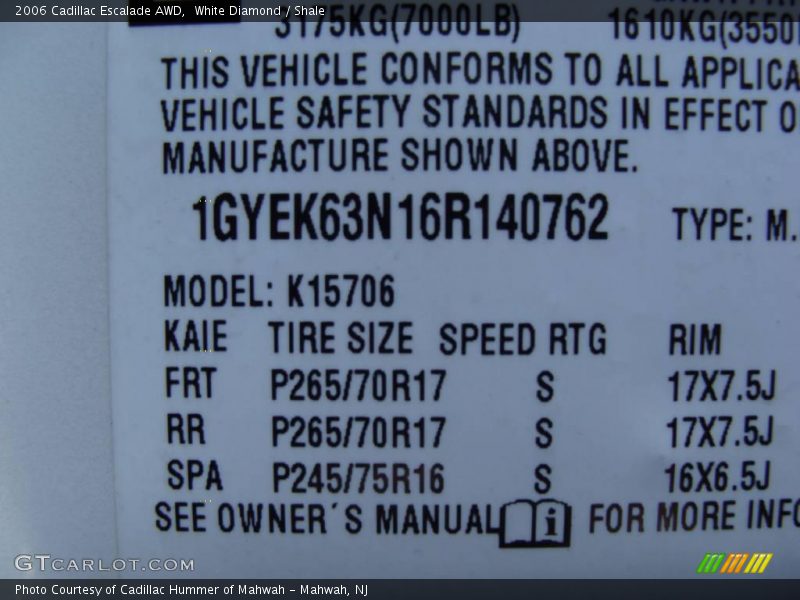 2006 Cadillac Escalade AWD, White Diamond / Shale
3175KG(7000LB) 1610KG(3550
THIS VEHICLE CONFORMS TO ALL APPLICA
VEHICLE SAFETY STANDARDS IN EFFECT O
MANUFACTURE SHOWN ABOVE.
1GYEK63N16R140762 TYPE: M.
MODEL: K15706
KAIE TIRE SIZE SPEED RTG RIM
FRT P265/70R17 S 17X7.5J
RR P265/70R17 S 17X7.5J
SPA P245/75R16 S 16X6.5J
SEE OWNER´S MANUAL i FOR MORE INFO
GTCARLOT.COM
Photo Courtesy of Cadillac Hummer of Mahwah - Mahwah, NJ